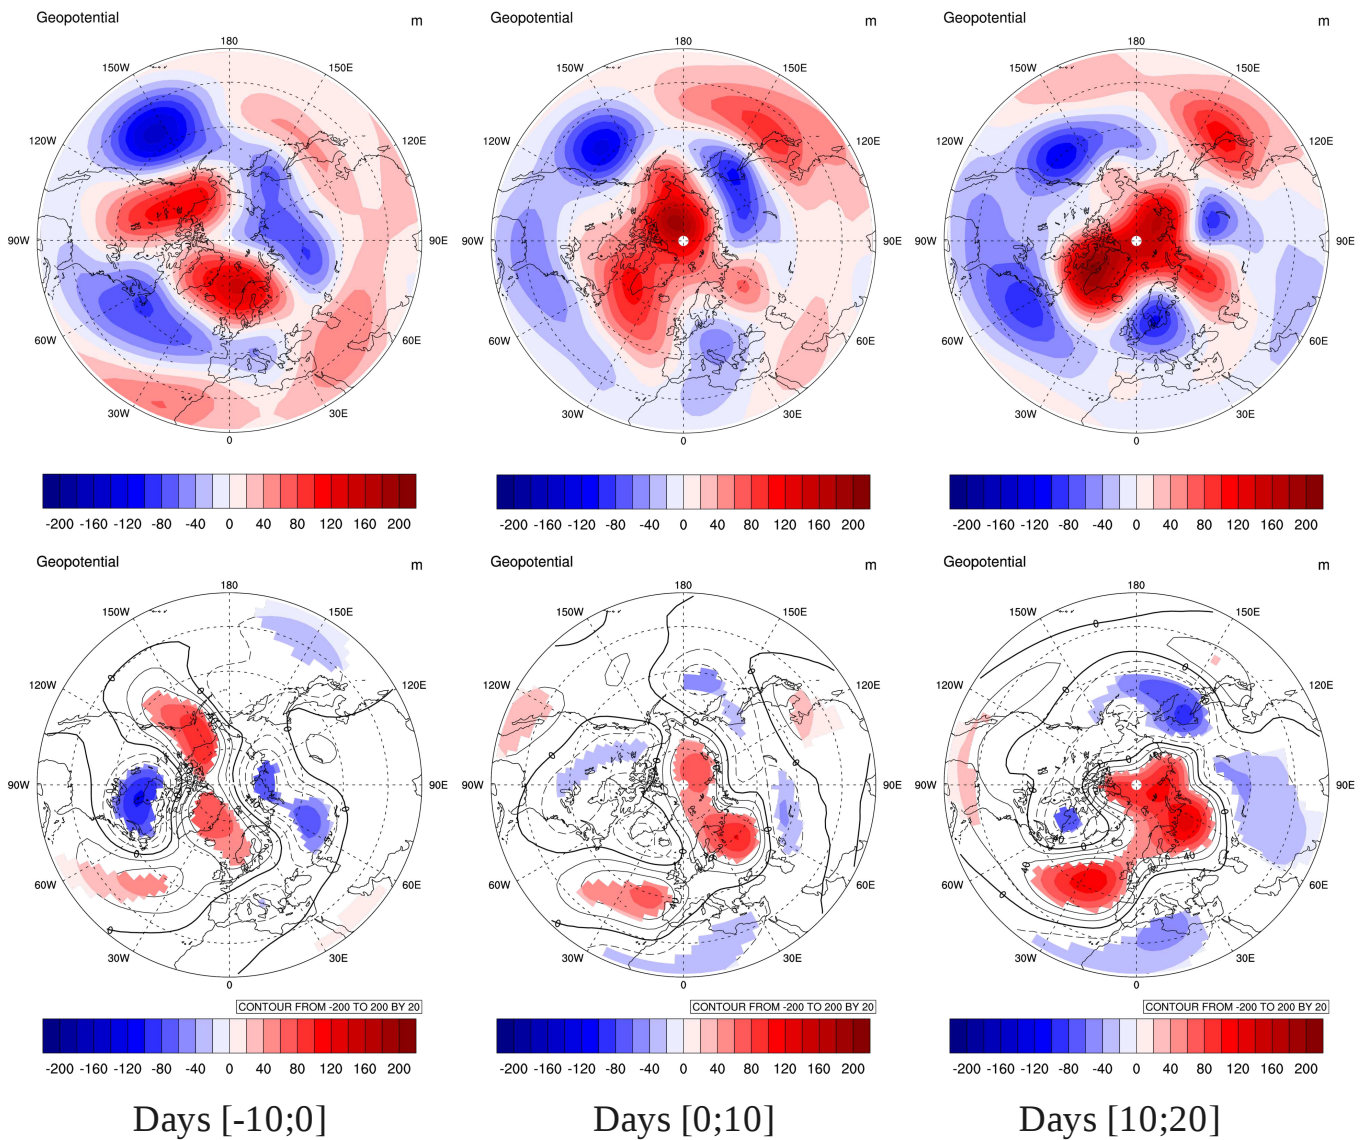 Geopotential m Geopotential m Geopotential m
180 180 180
150W 150E 150W 150E 150W 150E
120W 120E 120W 120E 120W 120E
90W 90E 90W 90E 90W 90E
60W 60E 60W 60E 60W 60E
30W 30E 30W 30E 30W 30E
0 0 0
-200 -160 -120 -80 -40 0 40 80 120 160 200 -200 -160 -120 -80 -40 0 40 80 120 160 200 -200 -160 -120 -80 -40 0 40 80 120 160 200
Geopotential m Geopotential m Geopotential m
180 180 180
150W 150E 150W 150E 150W 150E
120W 120E 120W 120E 120W 120E
90W 90E 90W 90E 90W 90E
60W 60E 60W 60E 60W 60E
30W 30E 30W 30E 30W 30E
0 0 0
CONTOUR FROM -200 TO 200 BY 20 CONTOUR FROM -200 TO 200 BY 20 CONTOUR FROM -200 TO 200 BY 20
-200 -160 -120 -80 -40 0 40 80 120 160 200 -200 -160 -120 -80 -40 0 40 80 120 160 200 -200 -160 -120 -80 -40 0 40 80 120 160 200
Days [-10;0] Days [0;10] Days [10;20]